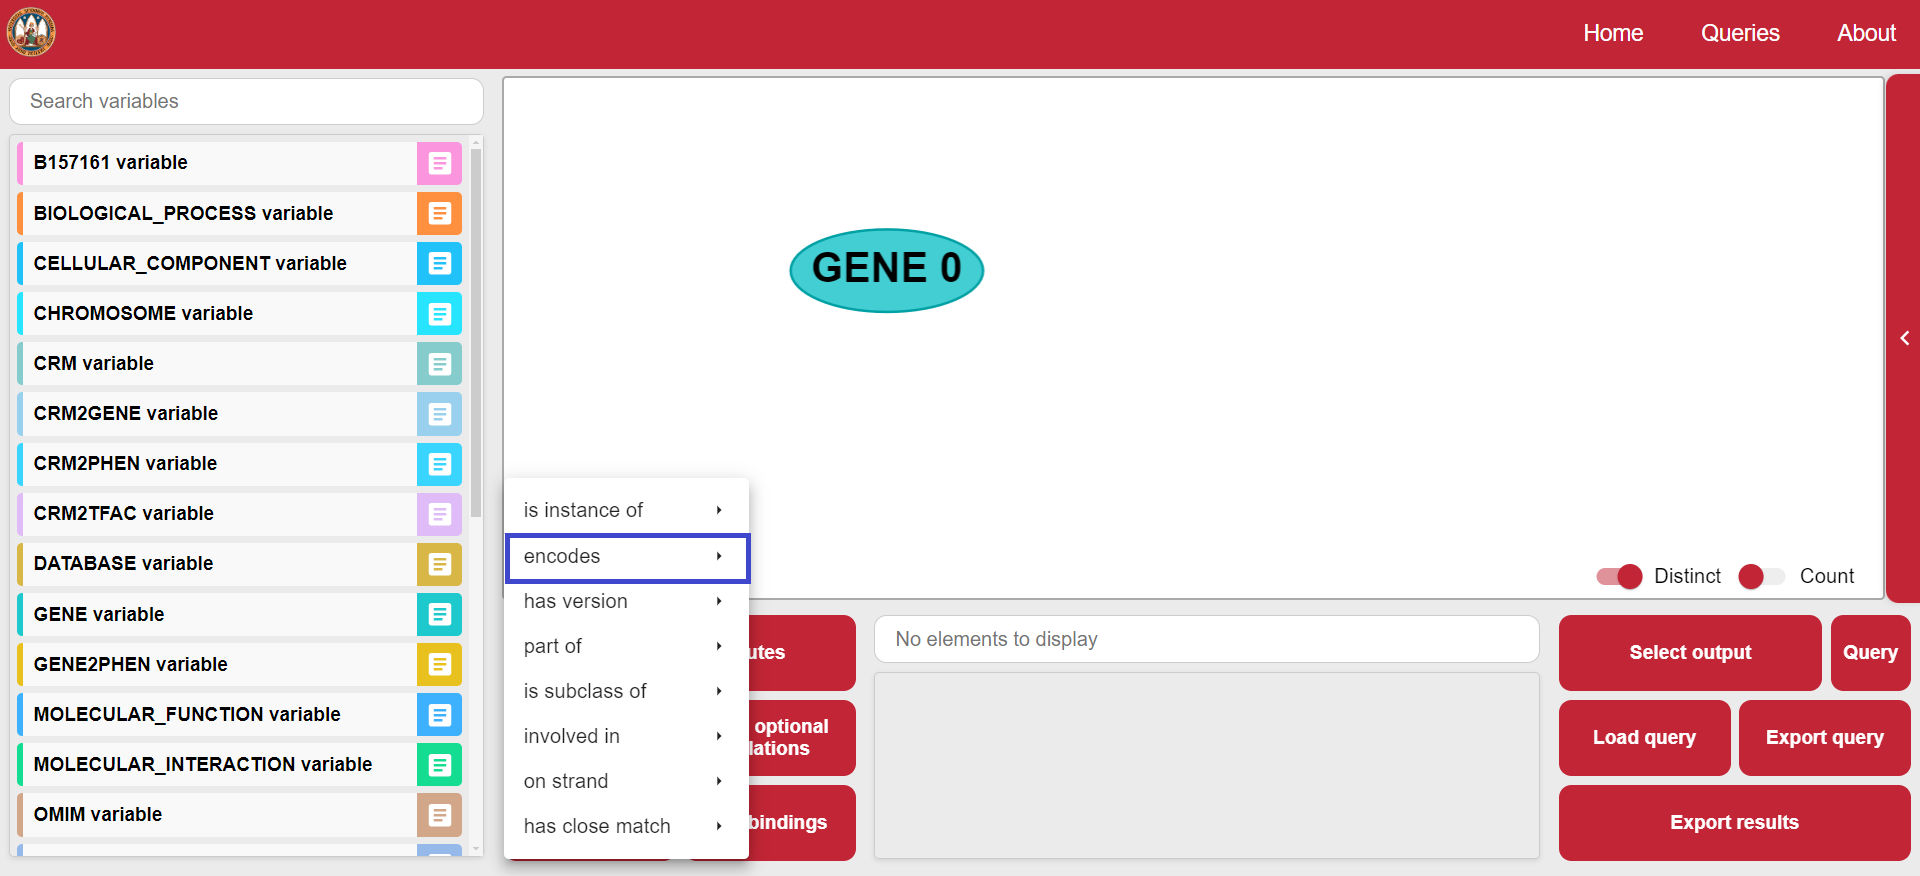 Home
Queries
About
Search variables
B157161 variable
BIOLOGICAL_PROCESS variable
CELLULAR_COMPONENT variable
CHROMOSOME variable
CRM variable
CRM2GENE variable
CRM2PHEN variable
CRM2TFAC variable
DATABASE variable
GENE variable
GENE2PHEN variable
MOLECULAR_FUNCTION variable
MOLECULAR_INTERACTION variable
OMIM variable
GENE 0
Distinct
Count
is instance of
encodes
has version
part of
is subclass of
involved in
on strand
has close match
utes
optional
lations
bindings
No elements to display
Select output
Query
Load query
Export query
Export results